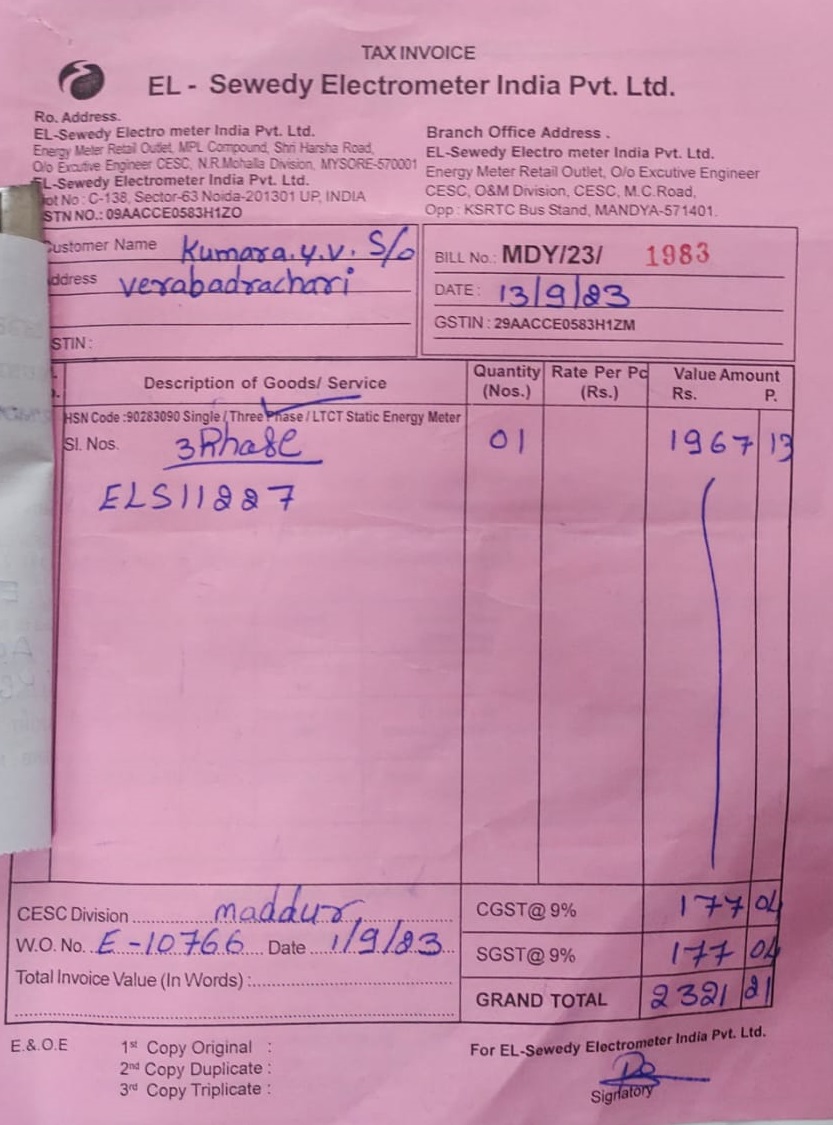 TAX INVOICE
EL - Sewedy Electrometer India Pvt. Ltd.
Ro. Address.
EL-Sewedy Electro meter India Pvt. Ltd.
Energy Meter Retail Outlet, MPL Compound, Shri Harsha Road,
O/o Excutive Engineer CESC, N.R.Mohalla Division, MYSORE-570001
EL-Sewedy Electrometer India Pvt. Ltd.
ot No : C-138, Sector-63 Noida-201301 UP, INDIA
STN NO.: 09AACCE0583H1ZO
Branch Office Address .
EL-Sewedy Electro meter India Pvt. Ltd.
Energy Meter Retail Outlet, O/o Excutive Engineer
CESC, O&M Division, CESC, M.C.Road,
Opp : KSRTC Bus Stand, MANDYA-571401.
ustomer Name Kumara.y.v. S/o
ddress verabadrachari
STIN :
BILL No.: MDY/23/ 1983
DATE : 13/9/23
GSTIN : 29AACCE0583H1ZM
Description of Goods/ Service Quantity (Nos.) Rate Per Pc (Rs.) Value Amount Rs. P.
HSN Code :90283090 Single / Three Phase / LTCT Static Energy Meter
Sl. Nos. 3 Phase 01 1967 13
ELS11227
CESC Division maddur CGST@ 9% 177 04
W.O. No. E-10766 Date 1/9/23 SGST@ 9% 177 04
Total Invoice Value (In Words) : GRAND TOTAL 2321 21
E.&.O.E
1st Copy Original :
2nd Copy Duplicate :
3rd Copy Triplicate :
For EL-Sewedy Electrometer India Pvt. Ltd.
Signatory